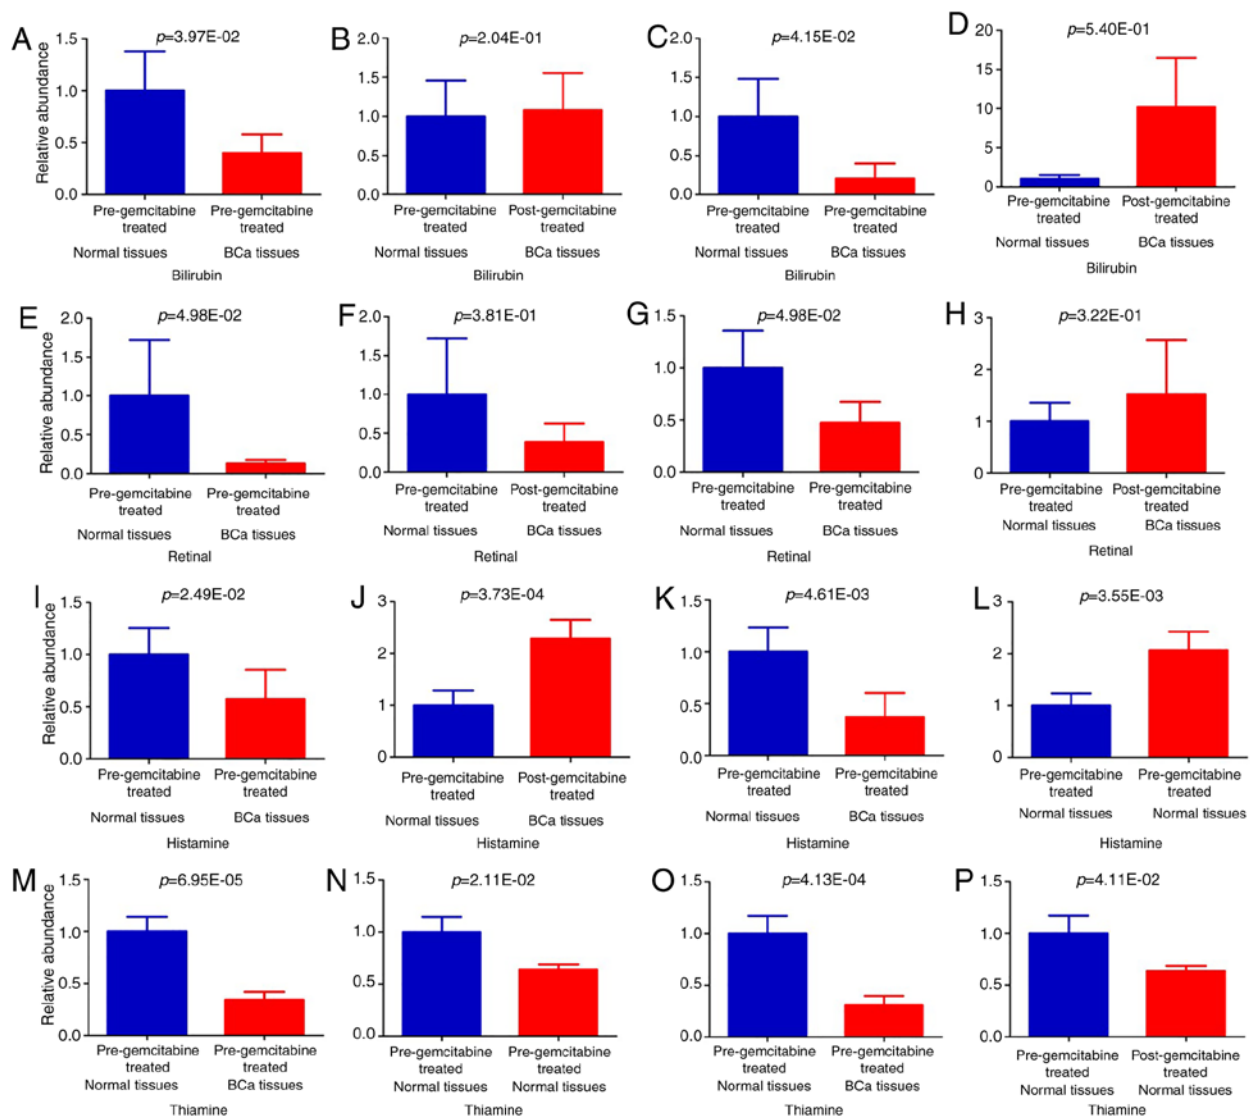 A
p=3.97E-02
Relative abundance
1.5
1.0
0.5
0.0
Pre-gemcitabine Pre-gemcitabine
treated treated
Normal tissues BCa tissues
Bilirubin
B
p=2.04E-01
2.0
1.5
1.0
0.5
0.0
Pre-gemcitabine Post-gemcitabine
treated treated
Normal tissues BCa tissues
Bilirubin
C
p=4.15E-02
2.0
1.5
1.0
0.5
0.0
Pre-gemcitabine Pre-gemcitabine
treated treated
Normal tissues BCa tissues
Bilirubin
D
p=5.40E-01
20
15
10
5
0
Pre-gemcitabine Post-gemcitabine
treated treated
Normal tissues BCa tissues
Bilirubin
E
p=4.98E-02
Relative abundance
2.0
1.5
1.0
0.5
0.0
Pre-gemcitabine Pre-gemcitabine
treated treated
Normal tissues BCa tissues
Retinal
F
p=3.81E-01
2.0
1.5
1.0
0.5
0.0
Pre-gemcitabine Post-gemcitabine
treated treated
Normal tissues BCa tissues
Retinal
G
p=4.98E-02
1.5
1.0
0.5
0.0
Pre-gemcitabine Pre-gemcitabine
treated treated
Normal tissues BCa tissues
Retinal
H
p=3.22E-01
3
2
1
0
Pre-gemcitabine Post-gemcitabine
treated treated
Normal tissues BCa tissues
Retinal
I
p=2.49E-02
Relative abundance
1.5
1.0
0.5
0.0
Pre-gemcitabine Pre-gemcitabine
treated treated
Normal tissues BCa tissues
Histamine
J
p=3.73E-04
3
2
1
0
Pre-gemcitabine Post-gemcitabine
treated treated
Normal tissues BCa tissues
Histamine
K
p=4.61E-03
1.5
1.0
0.5
0.0
Pre-gemcitabine Pre-gemcitabine
treated treated
Normal tissues BCa tissues
Histamine
L
p=3.55E-03
3
2
1
0
Pre-gemcitabine Pre-gemcitabine
treated treated
Normal tissues Normal tissues
Histamine
M
p=6.95E-05
Relative abundance
1.5
1.0
0.5
0.0
Pre-gemcitabine Pre-gemcitabine
treated treated
Normal tissues BCa tissues
Thiamine
N
p=2.11E-02
1.5
1.0
0.5
0.0
Pre-gemcitabine Pre-gemcitabine
treated treated
Normal tissues Normal tissues
Thiamine
O
p=4.13E-04
1.5
1.0
0.5
0.0
Pre-gemcitabine Pre-gemcitabine
treated treated
Normal tissues BCa tissues
Thiamine
P
p=4.11E-02
1.5
1.0
0.5
0.0
Pre-gemcitabine Post-gemcitabine
treated treated
Normal tissues Normal tissues
Thiamine